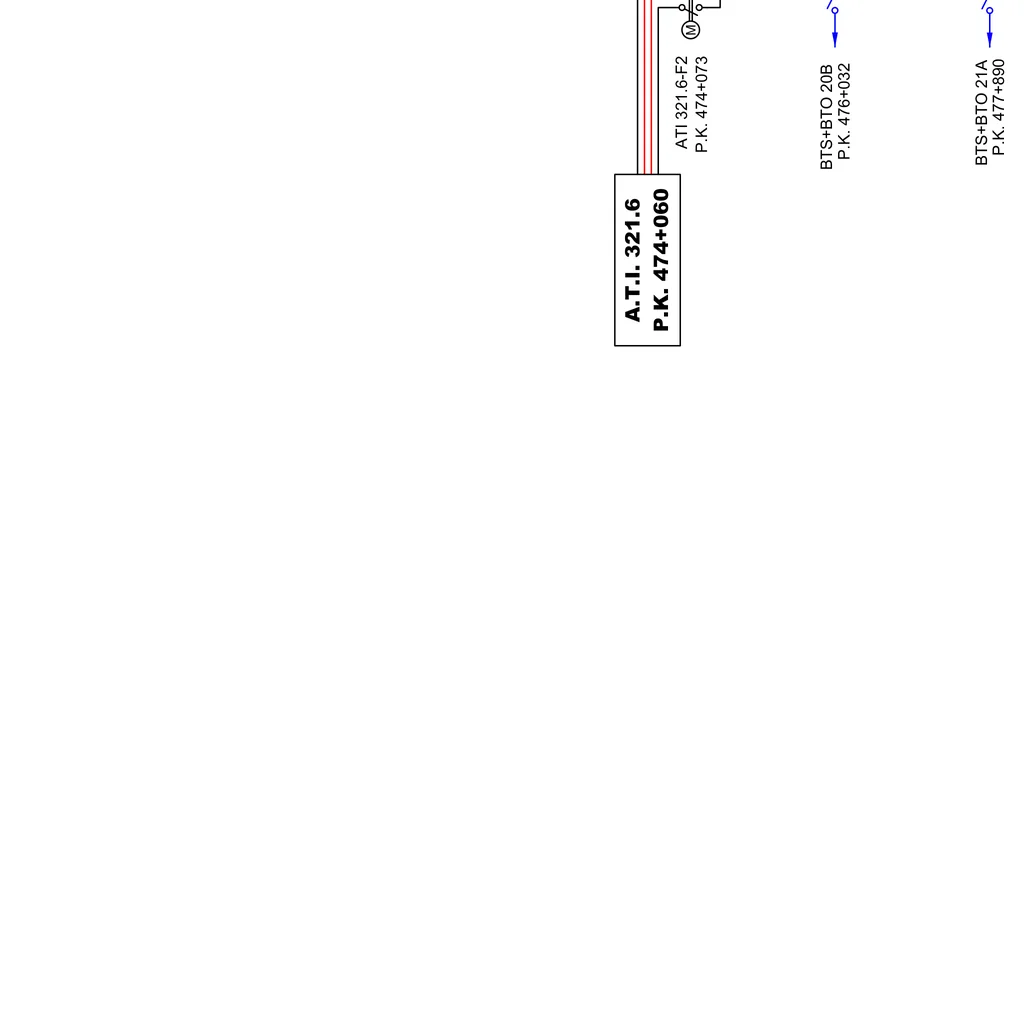 M
ATI 321.6-F2
P.K. 474+073
BTS+BTO 20B
P.K. 476+032
BTS+BTO 21A
P.K. 477+890
A.T.I. 321.6
P.K. 474+060